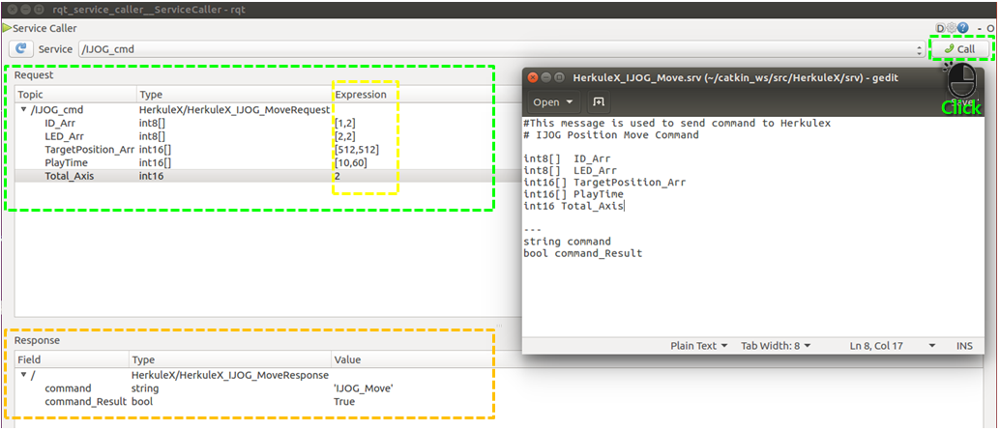 rqt_service_caller__ServiceCaller - rqt
Service Caller
D
- O
Service /IJOG_cmd
Call
Request
Topic Type Expression
/IJOG_cmd HerkuleX/HerkuleX_IJOG_MoveRequest
ID_Arr int8[] [1,2]
LED_Arr int8[] [2,2]
TargetPosition_Arr int16[] [512,512]
PlayTime int16[] [10,60]
Total_Axis int16 2
Response
Field Type Value
/ HerkuleX/HerkuleX_IJOG_MoveResponse
command string 'IJOG_Move'
command_Result bool True
HerkuleX_IJOG_Move.srv (~/catkin_ws/src/HerkuleX/srv) - gedit
Open
Click
#This message is used to send command to Herkulex
# IJOG Position Move Command
int8[] ID_Arr
int8[] LED_Arr
int16[] TargetPosition_Arr
int16[] PlayTime
int16 Total_Axis
---
string command
bool command_Result
Plain Text Tab Width: 8 Ln 8, Col 17 INS